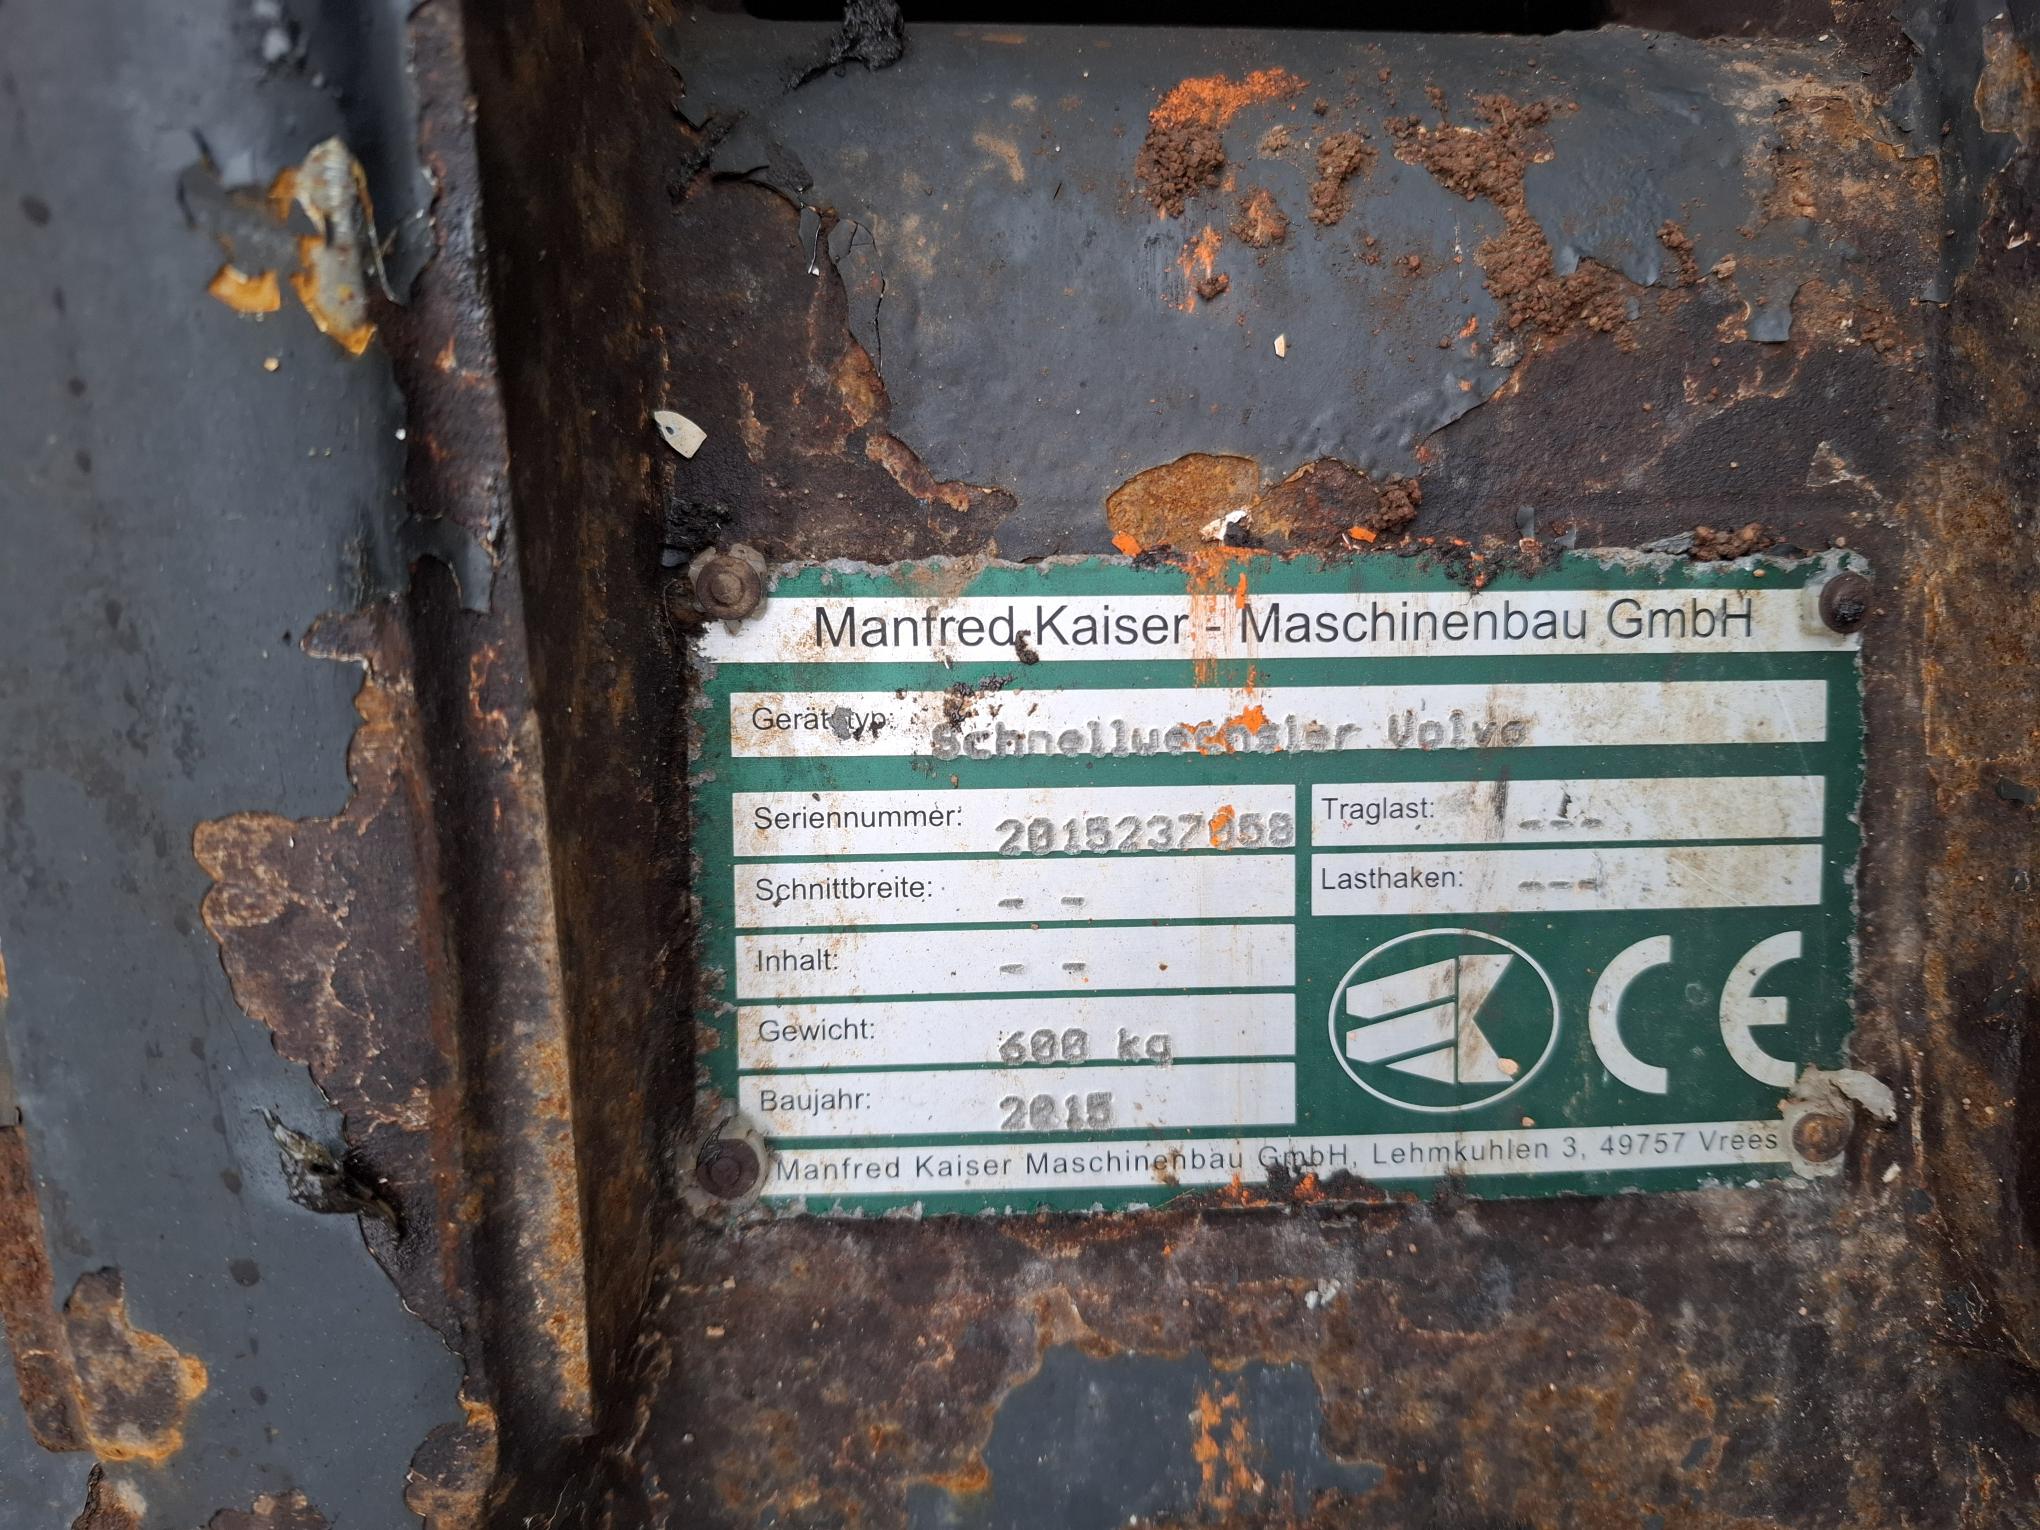 Manfred Kaiser - Maschinenbau GmbH
Gerätetyp: Schnellwechsler Volvo
Seriennummer: 2015237058
Traglast: ---
Schnittbreite: - -
Lasthaken: ---
Inhalt: - -
Gewicht: 600 kg
Baujahr: 2015
CE
Manfred Kaiser Maschinenbau GmbH, Lehmkuhlen 3, 49757 Vrees